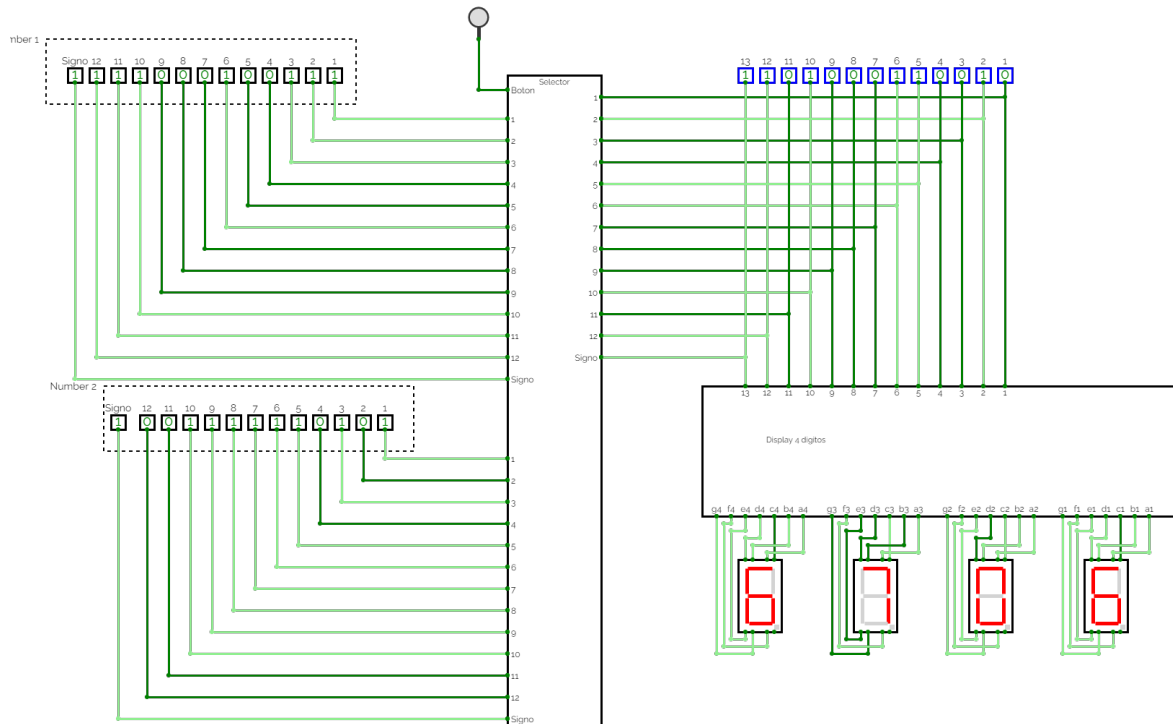 mber 1
Signo 12 11 10 9 8 7 6 5 4 3 2 1
1 1 1 1 0 0 0 1 0 0 1 1 1
Selector
Boton
1
2
3
4
5
6
7
8
9
10
11
12
Signo
Number 2
Signo 12 11 10 9 8 7 6 5 4 3 2 1
1 0 0 1 1 1 1 1 1 0 1 0 1
1
2
3
4
5
6
7
8
9
10
11
12
Signo
13 12 11 10 9 8 7 6 5 4 3 2 1
1 1 0 1 0 0 0 1 1 0 0 1 0
1
2
3
4
5
6
7
8
9
10
11
12
Signo
13 12 11 10 9 8 7 6 5 4 3 2 1
Display 4 digitos
g4 f4 e4 d4 c4 b4 a4
g3 f3 e3 d3 c3 b3 a3
g2 f2 e2 d2 c2 b2 a2
g1 f1 e1 d1 c1 b1 a1